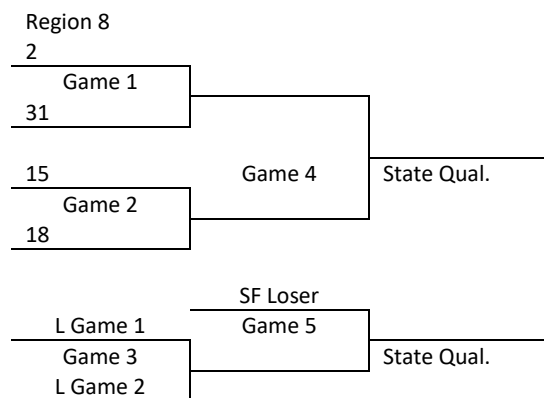 Region 8
2
Game 1
31
15
Game 4
State Qual.
Game 2
18
SF Loser
L Game 1
Game 5
Game 3
State Qual.
L Game 2